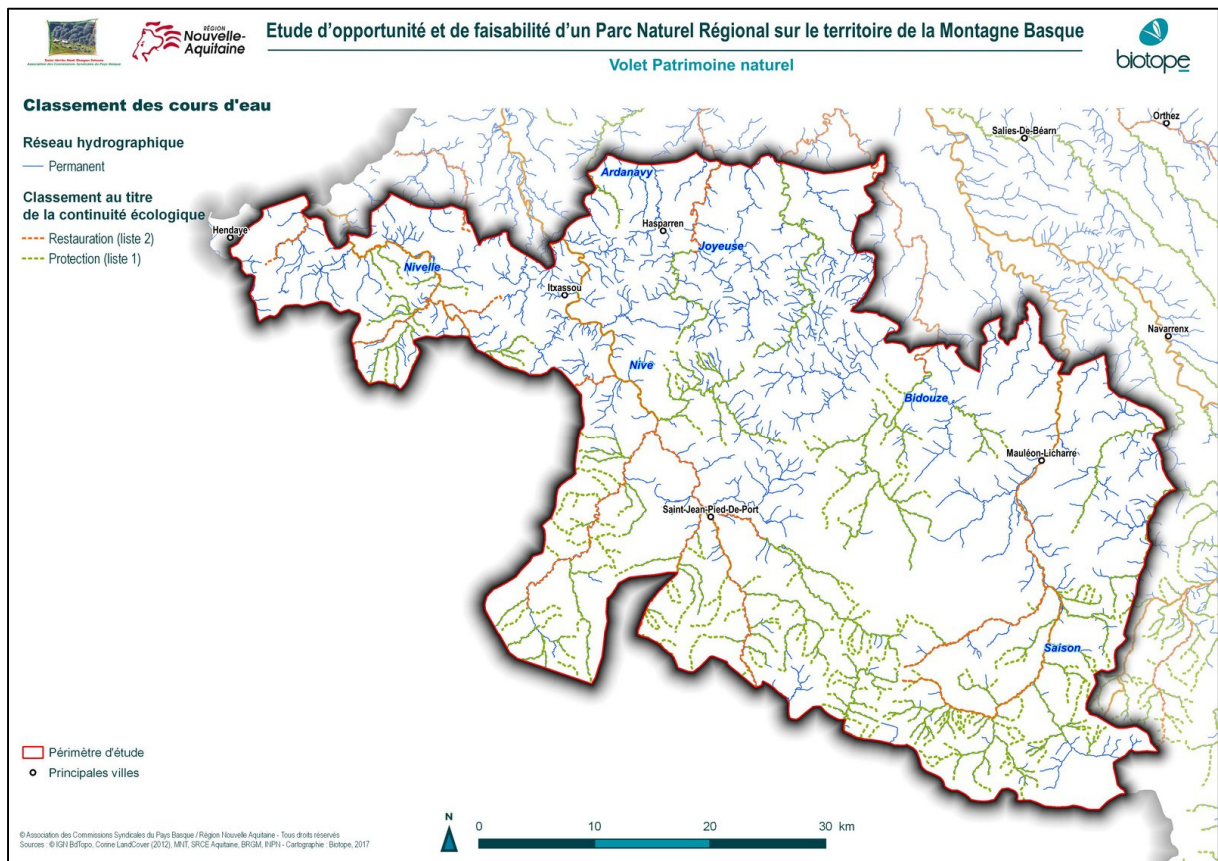 RÉGION
Nouvelle-
Aquitaine
Etude d'opportunité et de faisabilité d'un Parc Naturel Régional sur le territoire de la Montagne Basque
Volet Patrimoine naturel
biotope
Classement des cours d'eau
Réseau hydrographique
Permanent
Classement au titre
de la continuité écologique
Restauration (liste 2)
Protection (liste 1)
Orthez
Salies-De-Béarn
Ardanavy
Hasparren
Hendaye
Joyeuse
Nivelle
Itxassou
Navarrenx
Nive
Bidouze
Mauléon-Licharre
Saint-Jean-Pied-De-Port
Saison
Périmètre d'étude
Principales villes
N
0 10 20 30 km
© Association des Commissions Syndicales du Pays Basque / Région Nouvelle Aquitaine - Tous droits réservés
Sources : © IGN BdTopo, Corine LandCover (2012), MNT, SRCE Aquitaine, BRGM, INPN - Cartographie : Biotope, 2017